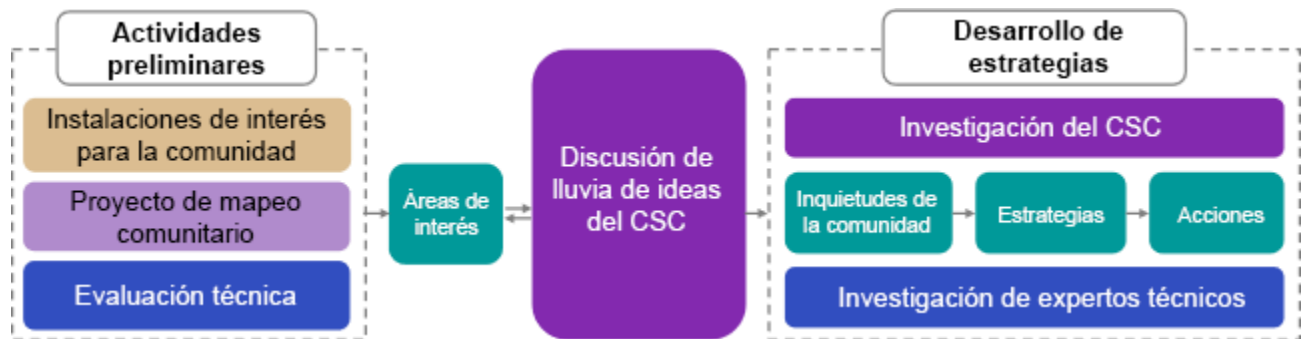 Actividades
preliminares
Instalaciones de interés
para la comunidad
Proyecto de mapeo
comunitario
Evaluación técnica
Áreas de
interés
Discusión de
lluvia de ideas
del CSC
Desarrollo de
estrategias
Investigación del CSC
Inquietudes de
la comunidad
Estrategias
Acciones
Investigación de expertos técnicos